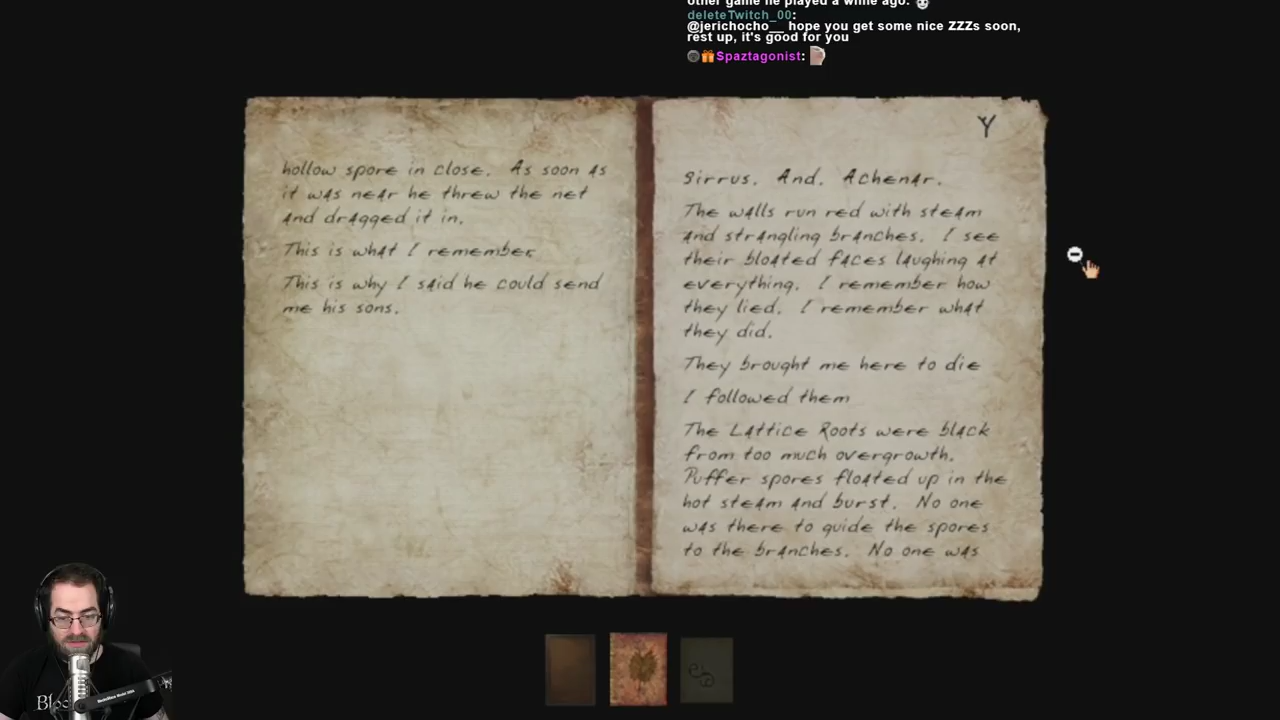 other game he played a while ago.
deleteTwitch_00:
@jerichocho__ hope you get some nice ZZZs soon,
rest up, it's good for you
Spaztagonist:
hollow spore in close. As soon as
it was near he threw the net
and dragged it in.
This is what I remember.
This is why I said he could send
me his sons.
Y
Sirrus. And. Achenar.
The walls run red with steam
and strangling branches. I see
their bloated faces laughing at
everything. I remember how
they lied. I remember what
they did.
They brought me here to die
I followed them
The Lattice Roots were black
from too much overgrowth.
Puffer spores floated up in the
hot steam and burst. No one
was there to guide the spores
to the branches. No one was